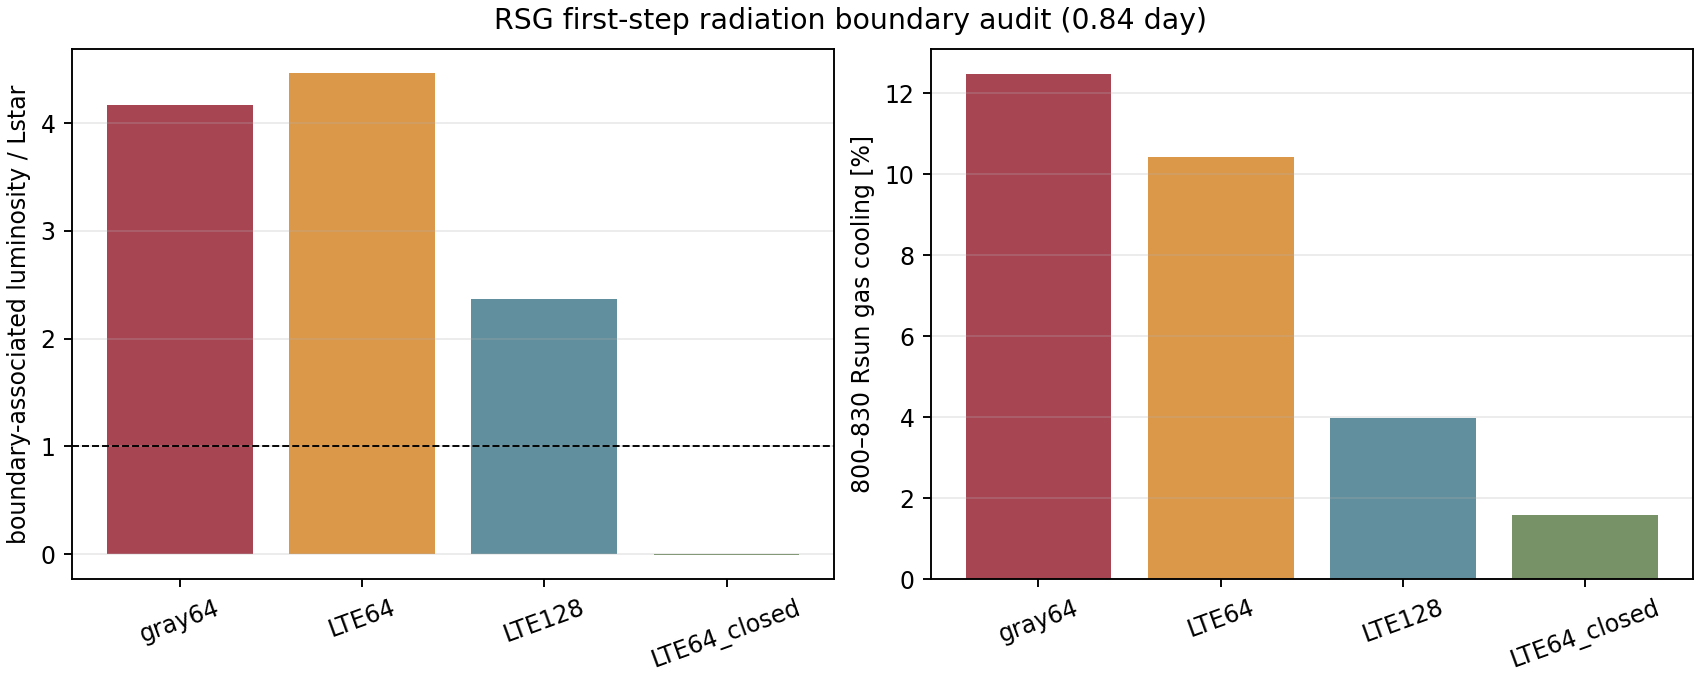 RSG first-step radiation boundary audit (0.84 day)
boundary-associated luminosity / Lstar
4
3
2
1
0
gray64
LTE64
LTE128
LTE64_closed
800–830 Rsun gas cooling [%]
12
10
8
6
4
2
0
gray64
LTE64
LTE128
LTE64_closed